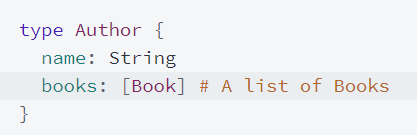 type Author {
  name: String
  books: [Book] # A list of Books
}